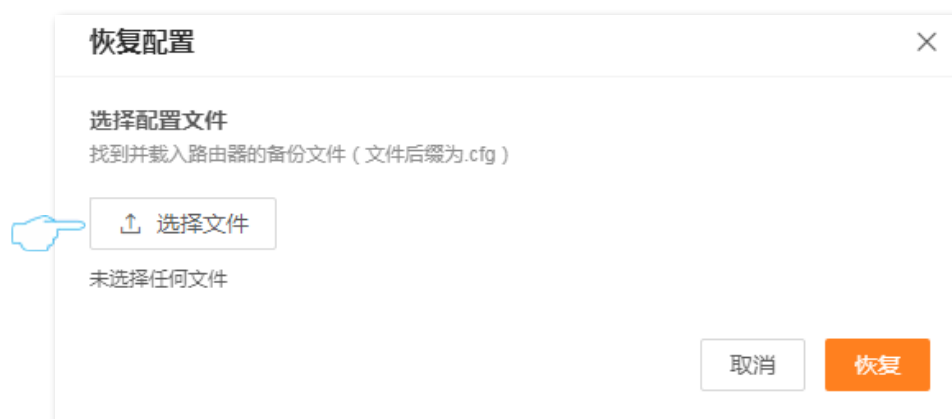 恢复配置
选择配置文件
找到并载入路由器的备份文件（文件后缀为.cfg）
选择文件
未选择任何文件
取消 恢复